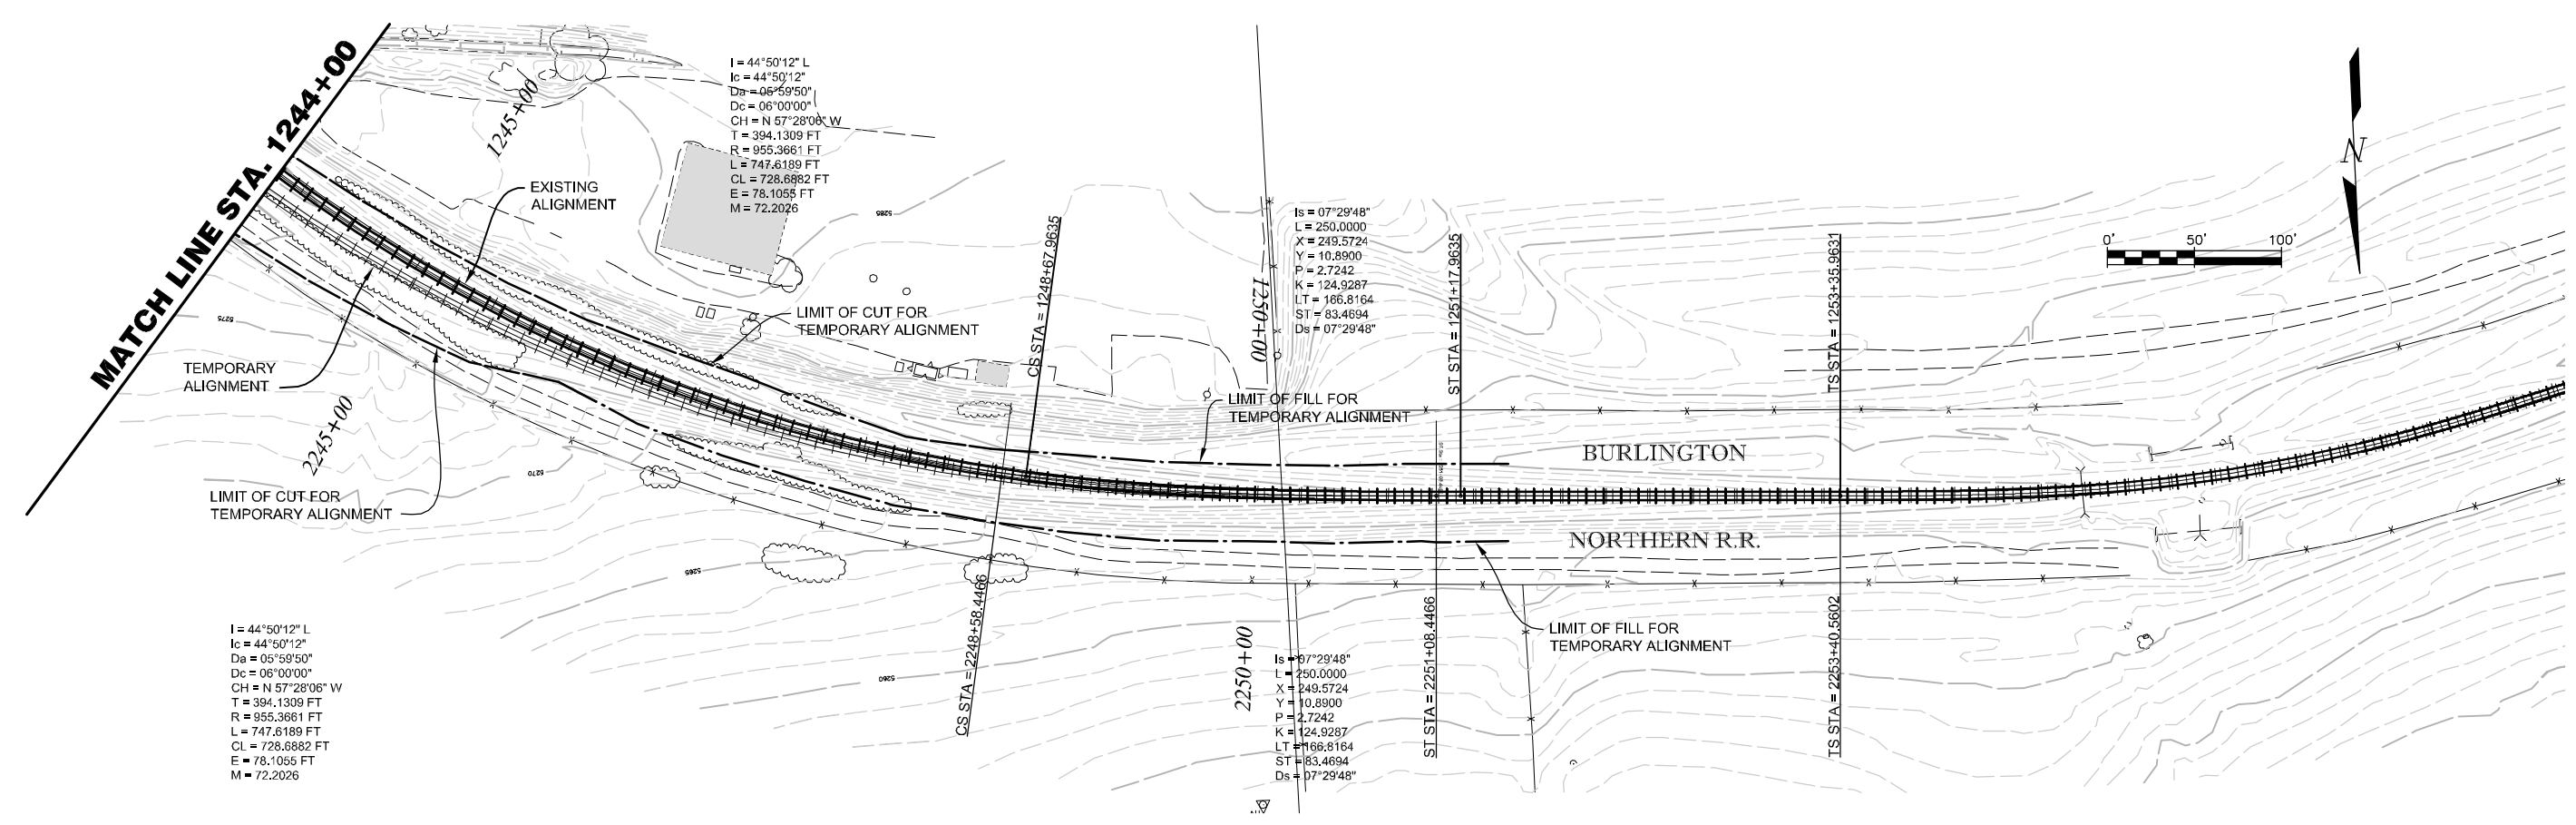 MATCH LINE STA. 1244+00
1245+00
I = 44°50'12" L
Ic = 44°50'12"
Da = 05°59'50"
Dc = 06°00'00"
CH = N 57°28'06" W
T = 394.1309 FT
R = 955.3661 FT
L = 747.6189 FT
CL = 728.6882 FT
E = 78.1055 FT
M = 72.2026
EXISTING
ALIGNMENT
5285
LIMIT OF CUT FOR
TEMPORARY ALIGNMENT
CS STA = 1248+67.9635
1250+00
Is = 07°29'48"
L = 250.0000
X = 249.5724
Y = 10.8900
P = 2.7242
K = 124.9287
LT = 166.8164
ST = 83.4694
Ds = 07°29'48"
ST STA = 1251+17.9635
TS STA = 1253+35.9631
0' 50' 100'
N
5275
TEMPORARY
ALIGNMENT
2245+00
LIMIT OF CUT FOR
TEMPORARY ALIGNMENT
5270
LIMIT OF FILL FOR
TEMPORARY ALIGNMENT
BURLINGTON
NORTHERN R.R.
5265
5260
CS STA = 2248+58.4466
2250+00
ST STA = 2251+08.4466
LIMIT OF FILL FOR
TEMPORARY ALIGNMENT
TS STA = 2253+40.5602
I = 44°50'12" L
Ic = 44°50'12"
Da = 05°59'50"
Dc = 06°00'00"
CH = N 57°28'06" W
T = 394.1309 FT
R = 955.3661 FT
L = 747.6189 FT
CL = 728.6882 FT
E = 78.1055 FT
M = 72.2026
Is = 07°29'48"
L = 250.0000
X = 249.5724
Y = 10.8900
P = 2.7242
K = 124.9287
LT = 166.8164
ST = 83.4694
Ds = 07°29'48"